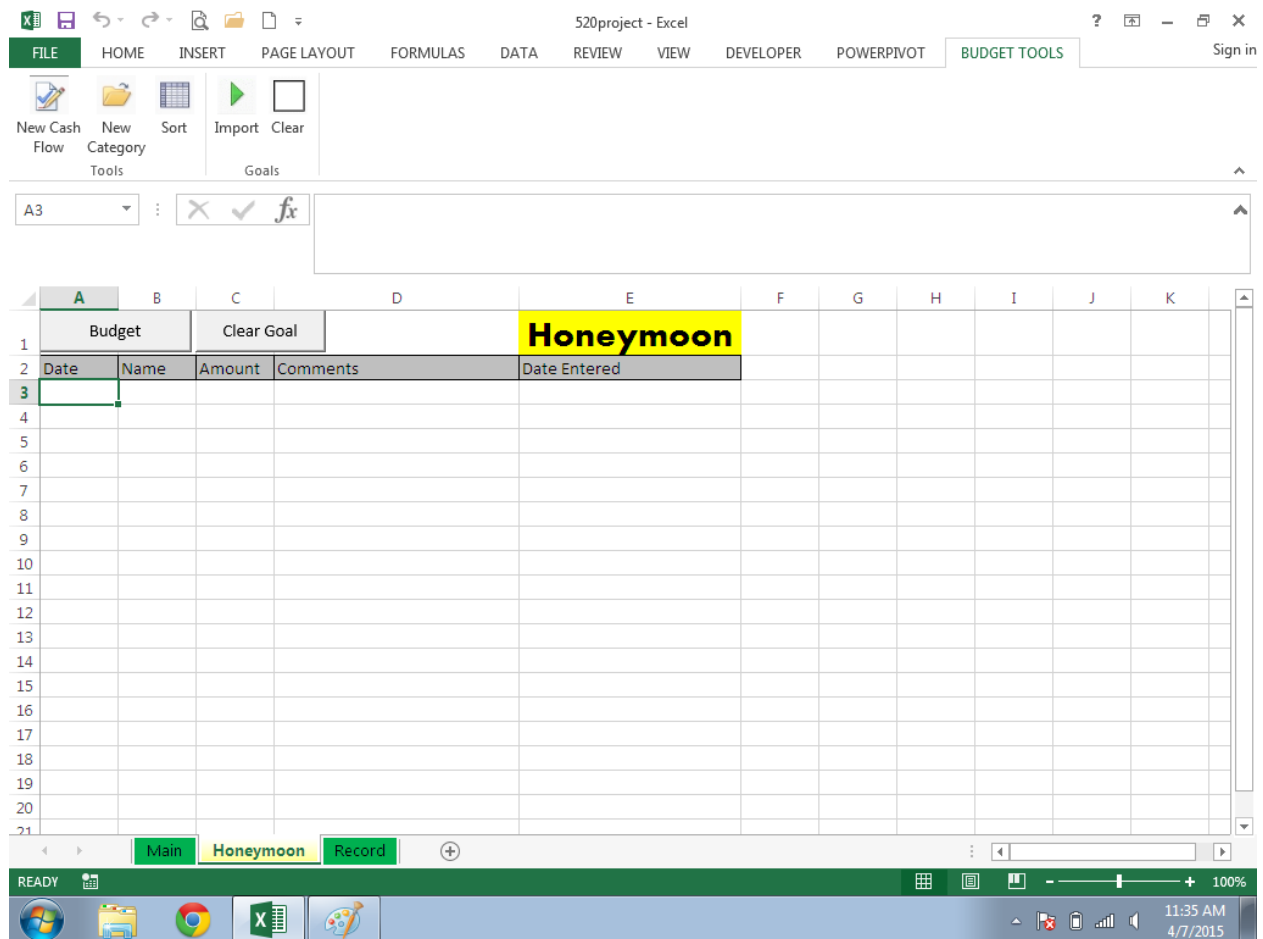 520project - Excel
FILE HOME INSERT PAGE LAYOUT FORMULAS DATA REVIEW VIEW DEVELOPER POWERPIVOT BUDGET TOOLS Sign in
New Cash Flow New Category Sort Import Clear
Tools Goals
A3 fx
A B C D E F G H I J K
Budget Clear Goal Honeymoon
1
2 Date Name Amount Comments Date Entered
3
4
5
6
7
8
9
10
11
12
13
14
15
16
17
18
19
20
21
Main Honeymoon Record
READY 100%
11:35 AM
4/7/2015